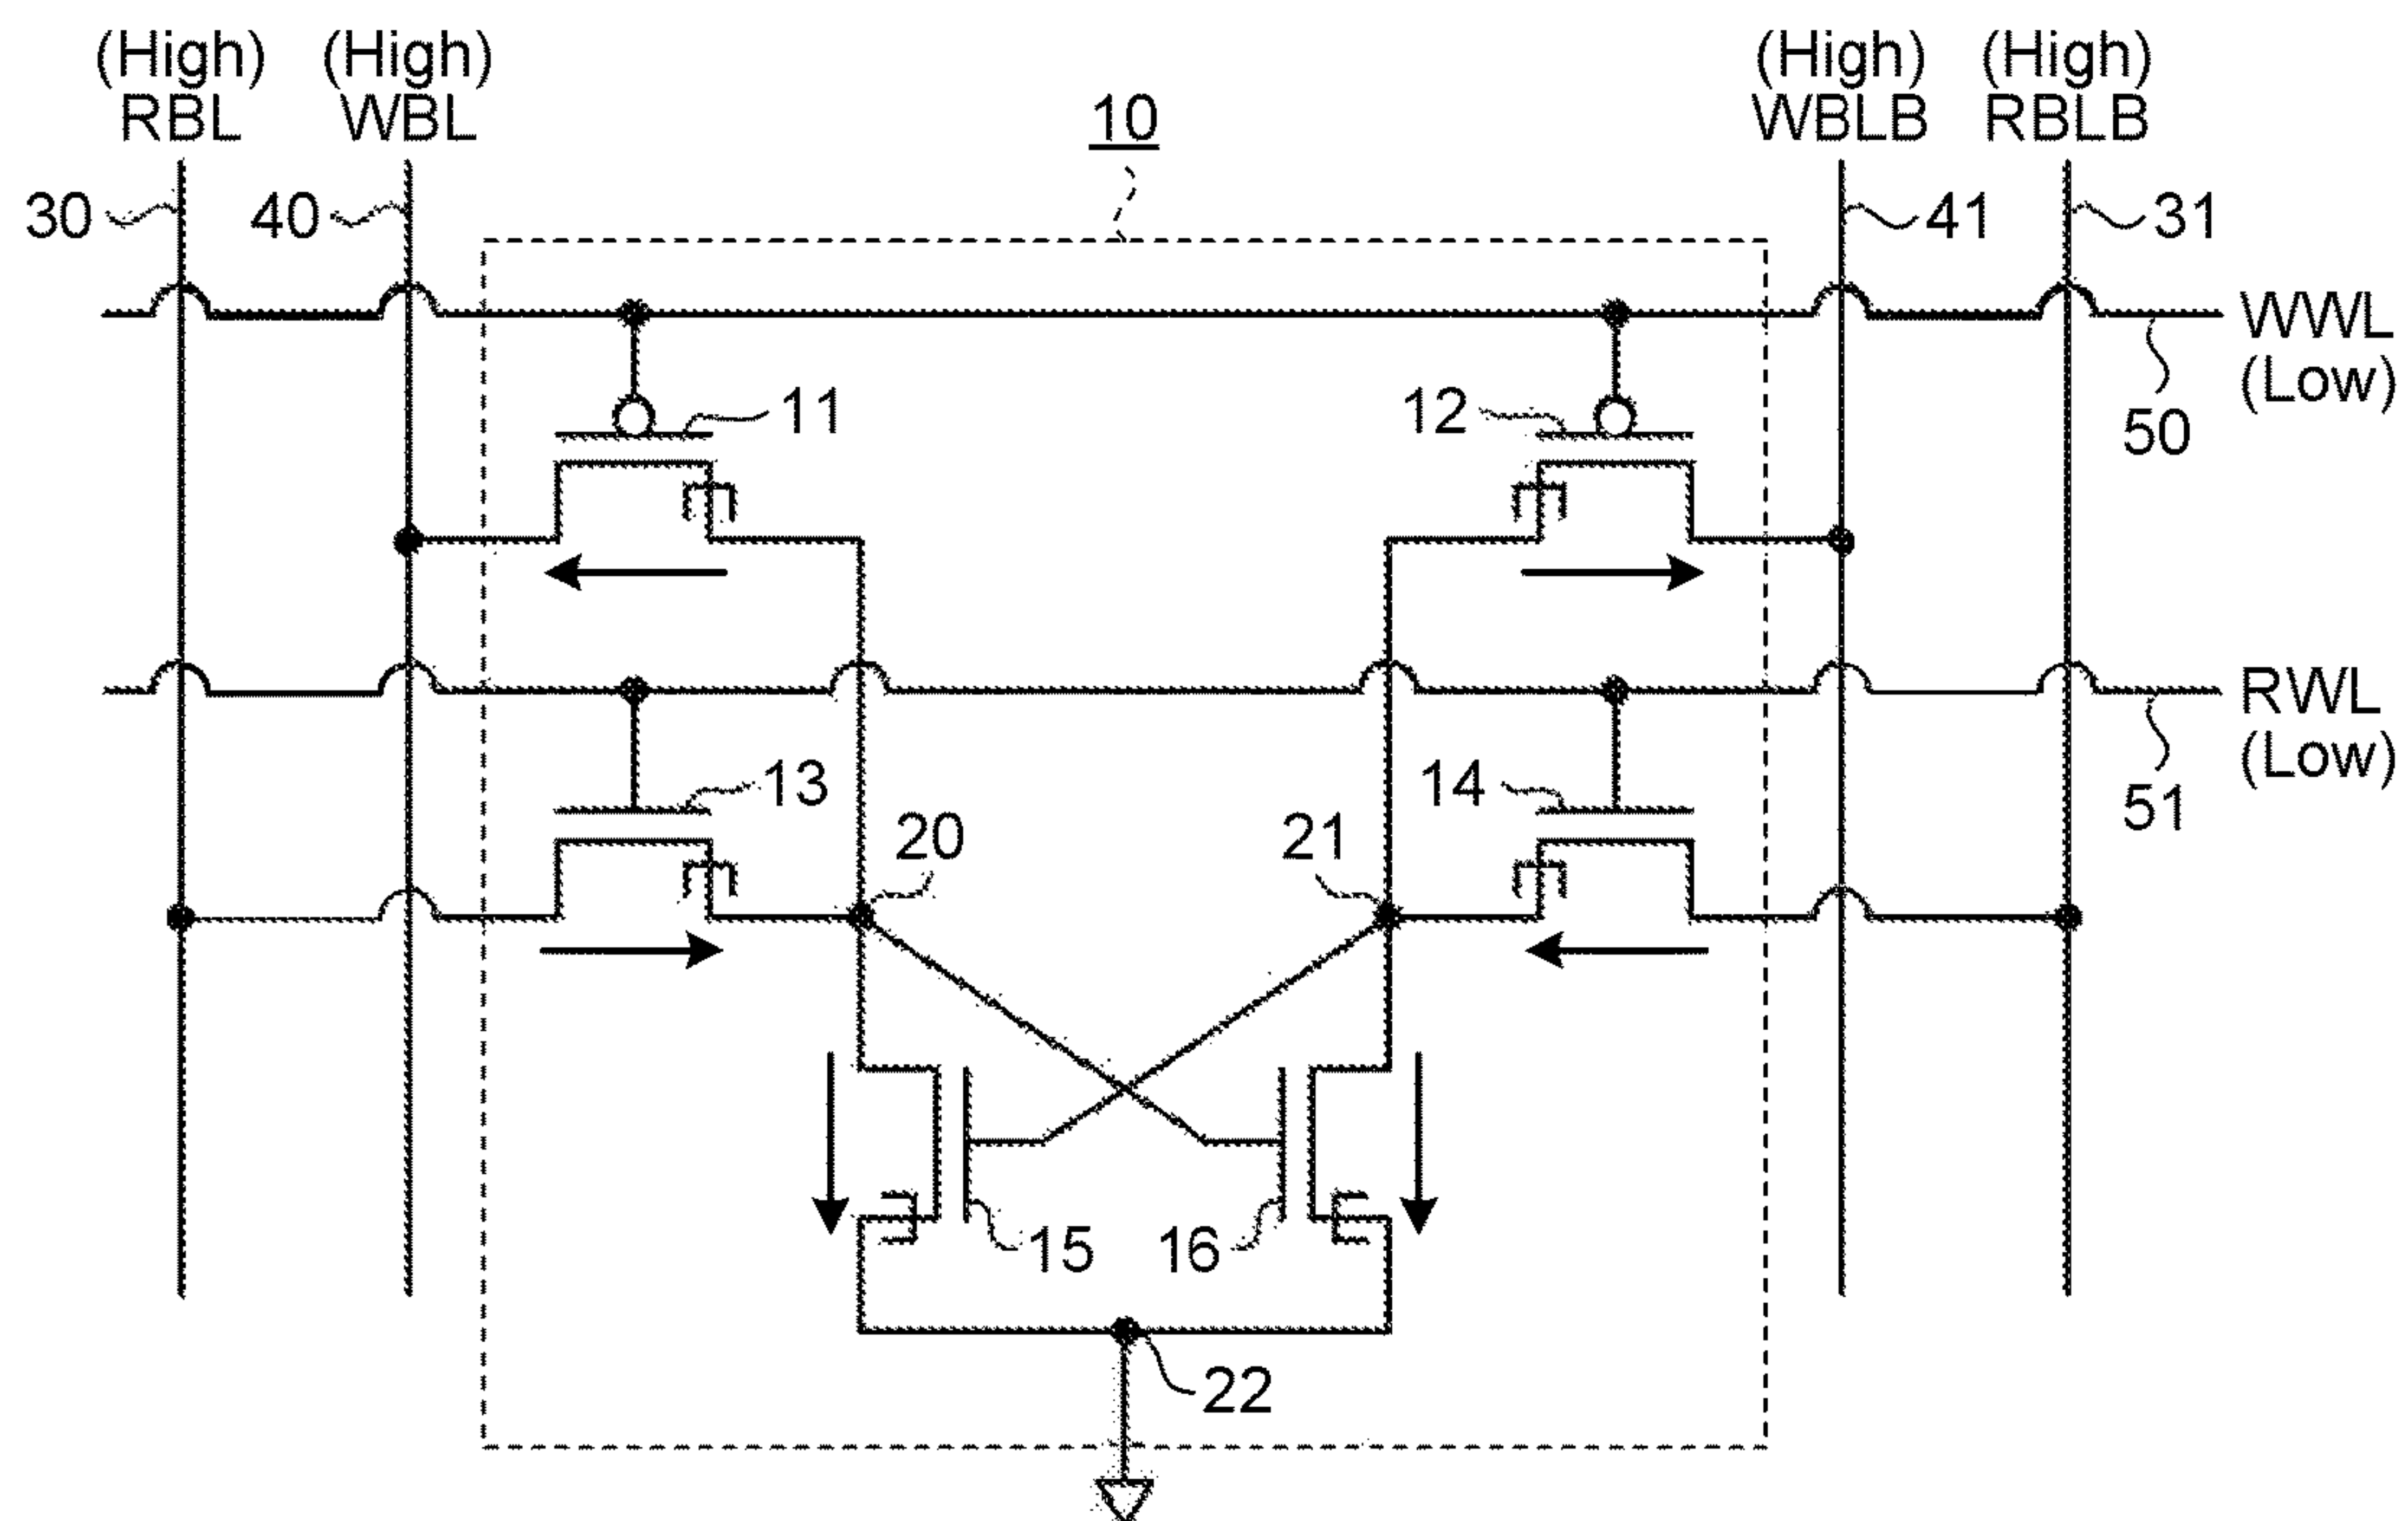 (High) (High) (High) (High)
RBL WBL 10 WBLB RBLB
30 40 41 31
WWL
(Low)
11 12 50
RWL
(Low)
13 14 51
20 21
15 16
22